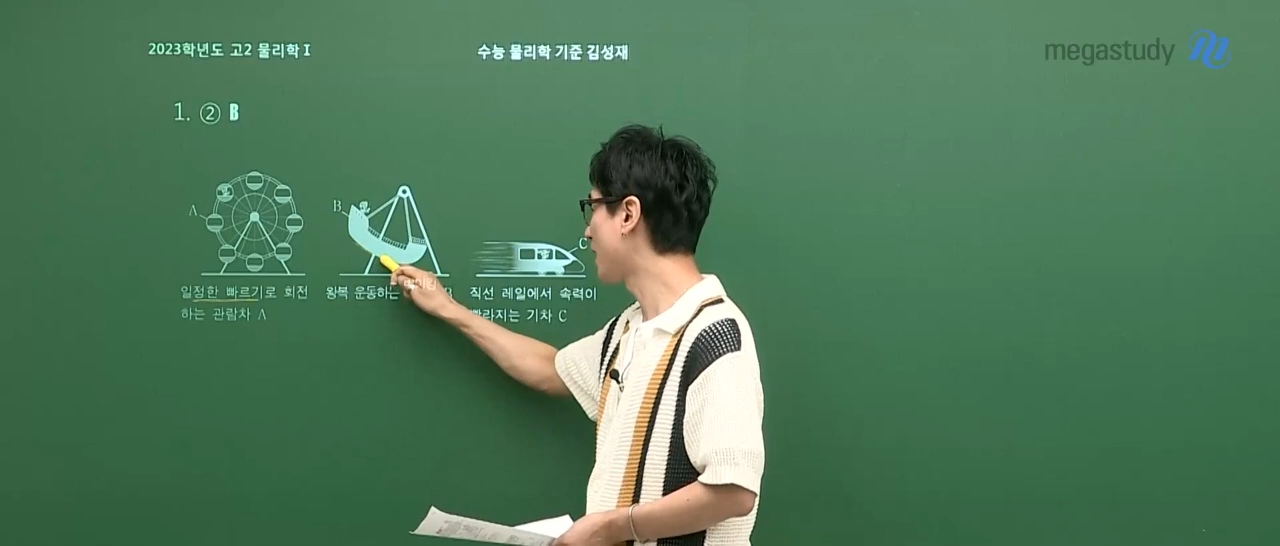 2023학년도 고2 물리학 I
수능 물리학 기준 김성재
megastudy
1. ② B
A
B
C
일정한 빠르기로 회전
하는 관람차 A
왕복 운동하는 바이킹 B
직선 레일에서 속력이
빨라지는 기차 C